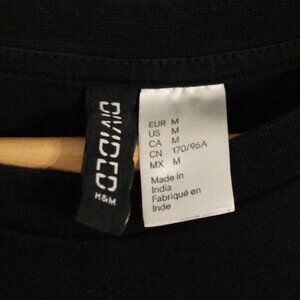 DIVIDED
H&M
EUR M
US M
CA M
CN 170/96A
MX M
Made in
India
Fabriqué en
Inde